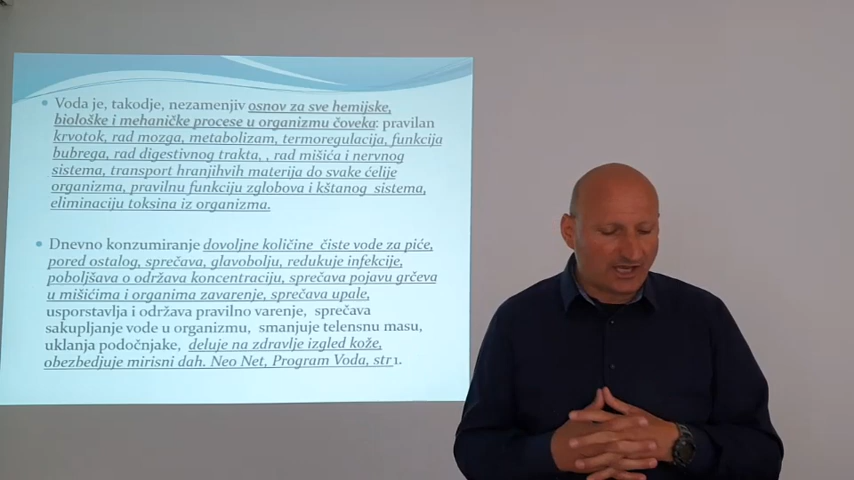 Voda je, takodje, nezamenjiv osnov za sve hemijske,
biološke i mehaničke procese u organizmu čoveka: pravilan
krvotok, rad mozga, metabolizam, termoregulacija, funkcija
bubrega, rad digestivnog trakta, , rad mišića i nervnog
sistema, transport hranjihvih materija do svake ćelije
organizma, pravilnu funkciju zglobova i kštanog sistema,
eliminaciju toksina iz organizma.
Dnevno konzumiranje dovoljne količine čiste vode za piće,
pored ostalog, sprečava, glavobolju, redukuje infekcije,
poboljšava o održava koncentraciju, sprečava pojavu grčeva
u mišićima i organima zavarenje, sprečava upale,
usporstavlja i održava pravilno varenje, sprečava
sakupljanje vode u organizmu, smanjuje telensnu masu,
uklanja podočnjake, deluje na zdravlje izgled kože,
obezbedjuje mirisni dah. Neo Net, Program Voda, str1.